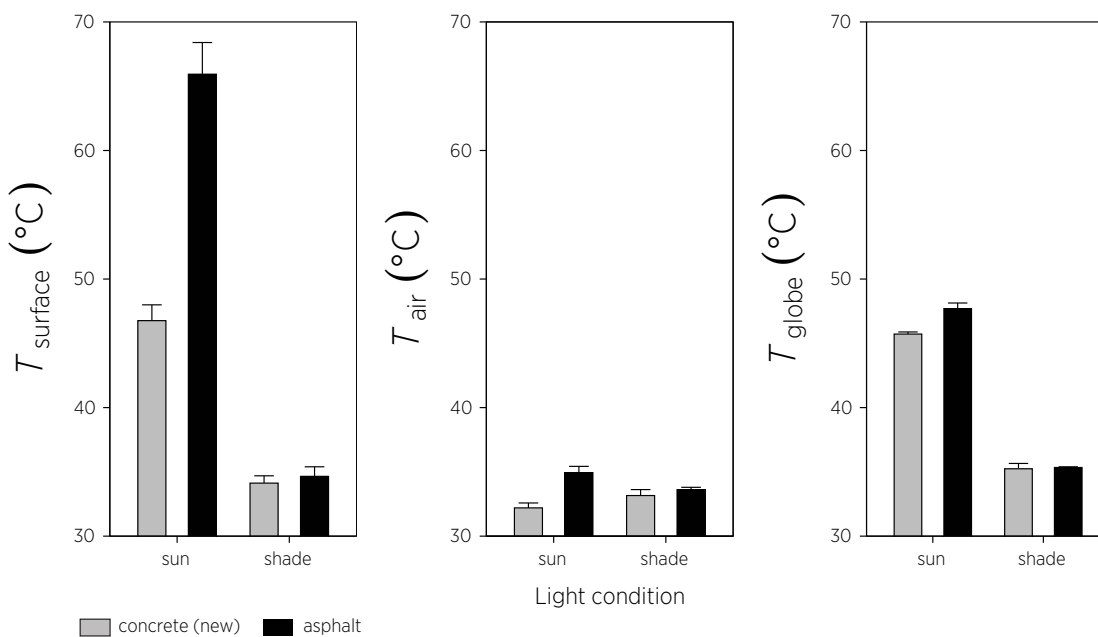 70
60
50
40
30
T surface (°C)
sun
shade
70
60
50
40
30
T air (°C)
sun
shade
70
60
50
40
30
T globe (°C)
sun
shade
Light condition
concrete (new)
asphalt